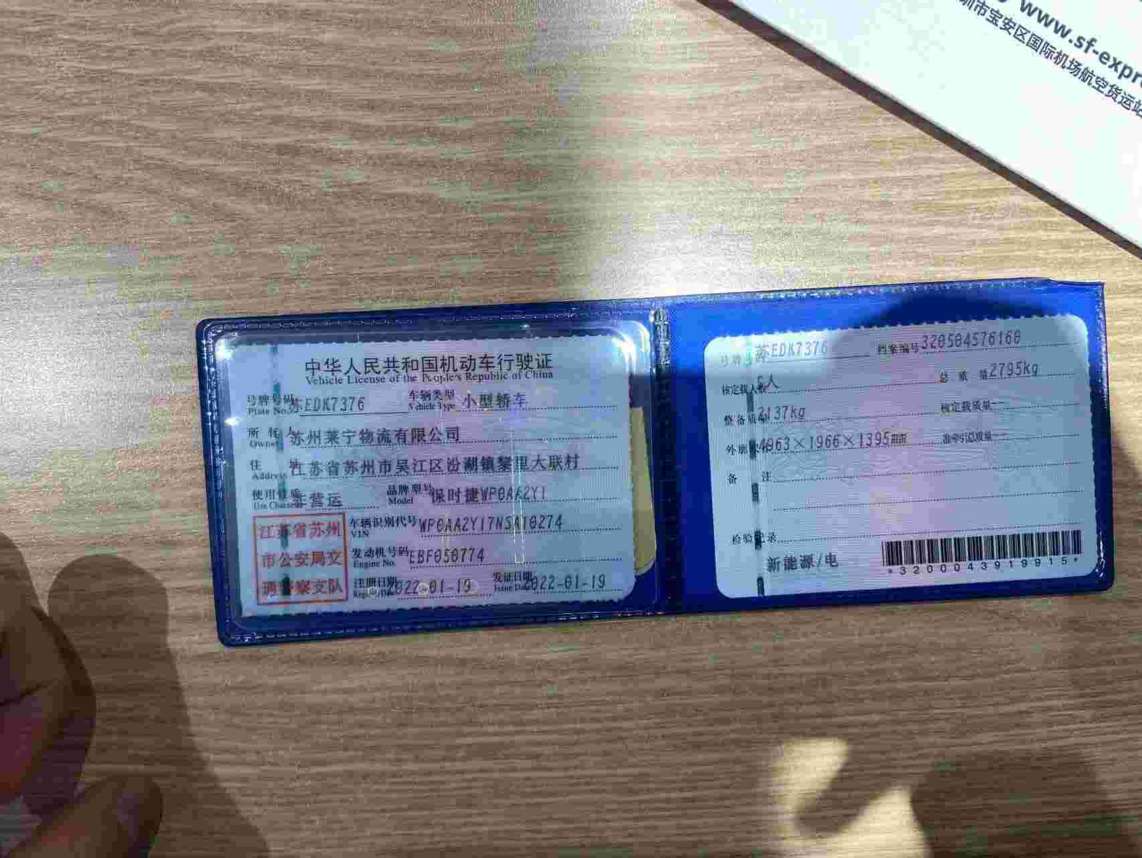 www.sf-expre
圳市宝安区国际机场航空货运站
中华人民共和国机动车行驶证
Vehicle License of the People's Republic of China
号牌号码 苏EDK7376 车辆类型 小型轿车
Plate No. Vehicle Type
所有人 苏州莱宁物流有限公司
Owner
住 址 江苏省苏州市吴江区汾湖镇黎里大联村
Address
使用性质 非营运 品牌型号 保时捷WP0AA2Y1
Use Character Model
江苏省苏州
市公安局交
通警察支队
车辆识别代号 WP0AA2Y17NSA10274
VIN
发动机号码 EBF050774
Engine No.
注册日期 2022-01-19 发证日期 2022-01-19
Register Date Issue Date
号牌号码 苏EDK7376 档案编号 320504576160
核定载人数 人 总 质 量 2795kg
整备质量 2137kg 核定载质量 --
外廓尺寸 4963×1966×1395mm 准牵引总质量 --
备 注
检验记录
新能源/电
*3200043919915*